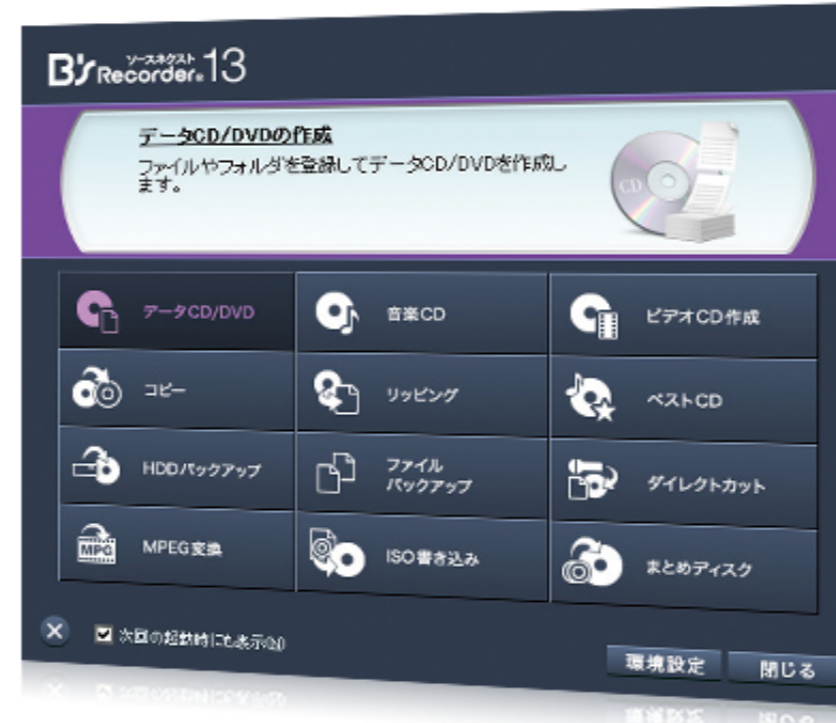 ソースネクスト
B's Recorder 13
データCD/DVDの作成
ファイルやフォルダを登録してデータCD/DVDを作成し
ます。
CD
データCD/DVD
音楽CD
ビデオCD作成
コピー
リッピング
ベストCD
HDDバックアップ
ファイル
バックアップ
ダイレクトカット
MPG
MPEG変換
ISO書き込み
まとめディスク
次回の起動時にも表示(N)
環境設定
閉じる